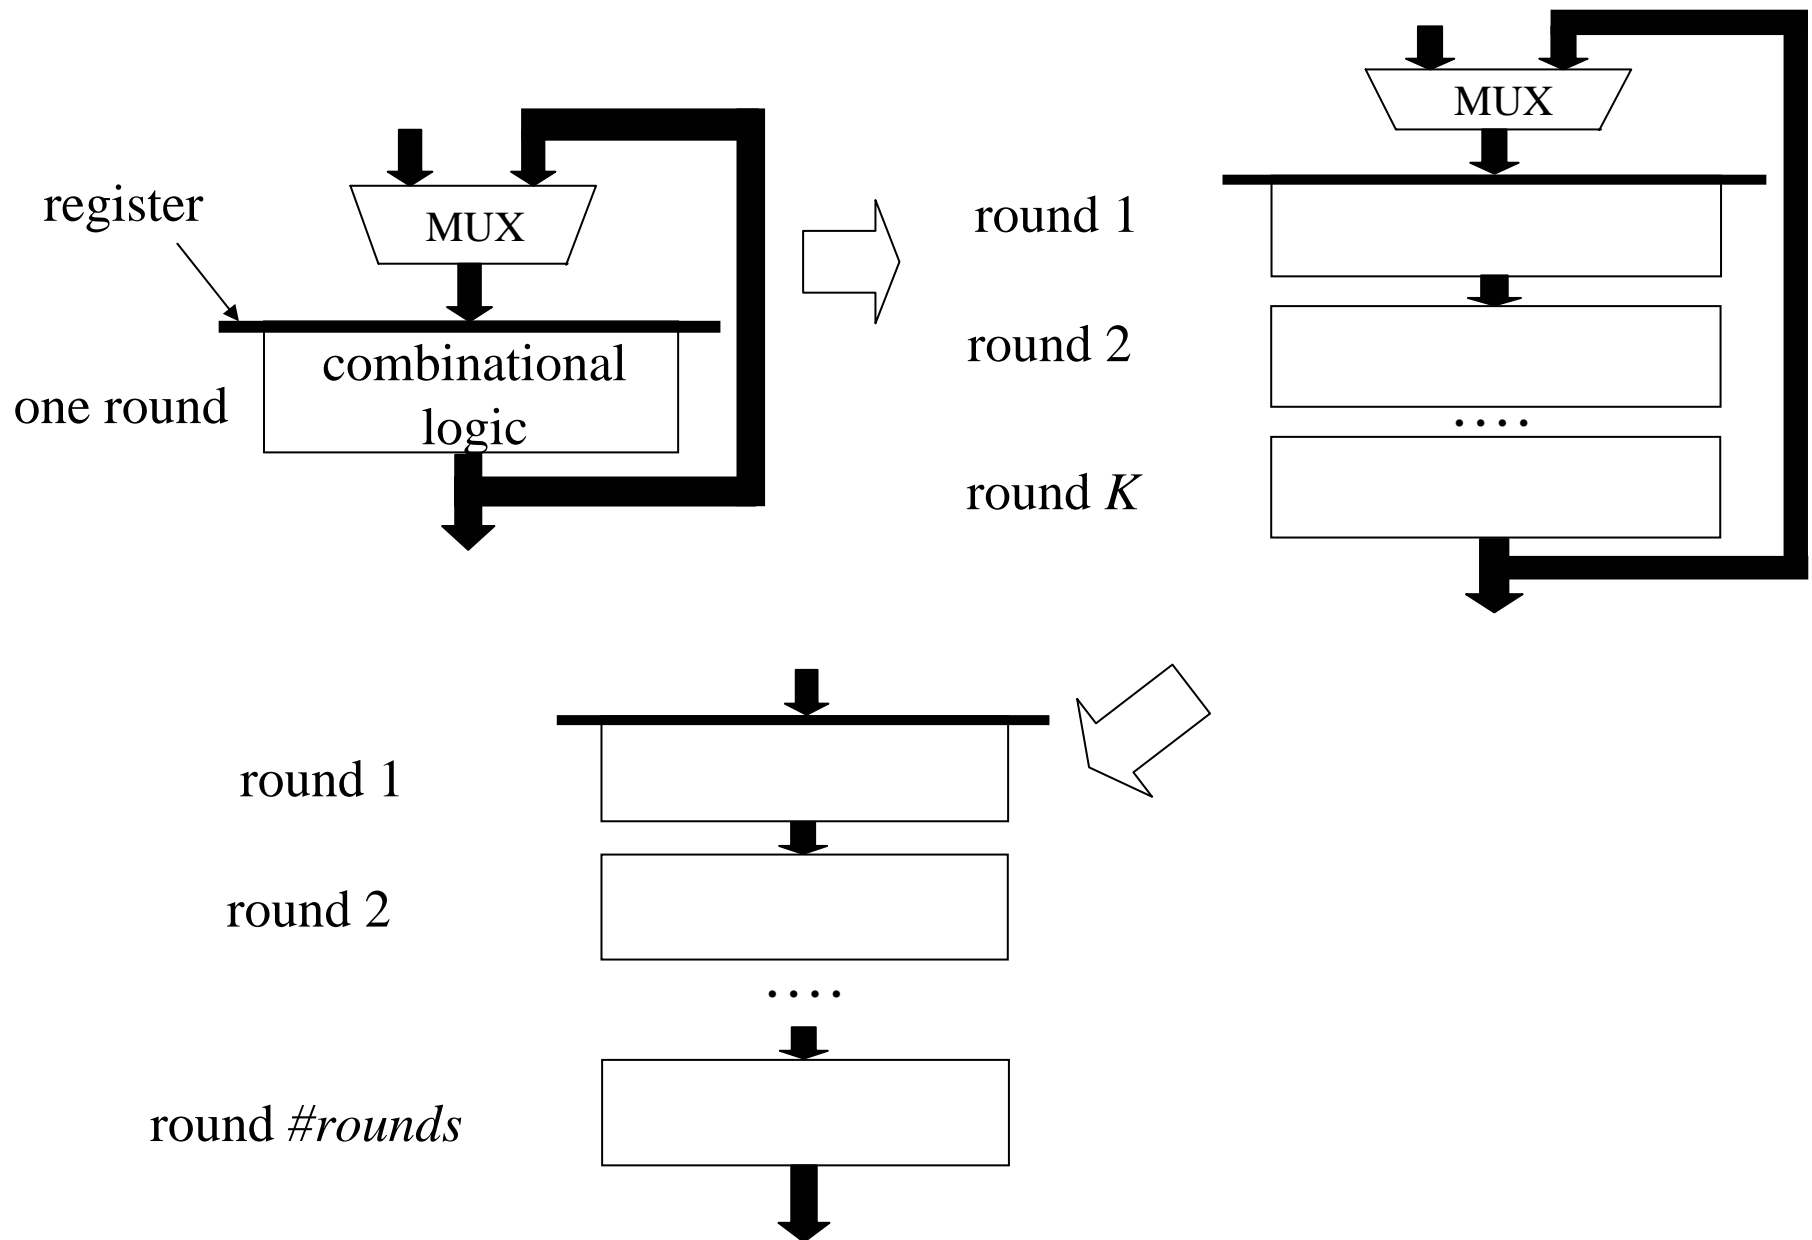 register
MUX
one round
combinational
logic
MUX
round 1
round 2
....
round K
round 1
round 2
....
round #rounds